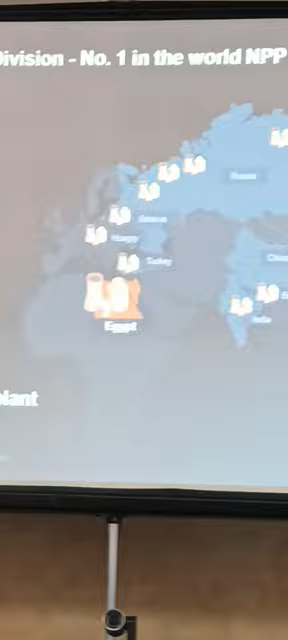 Division - No. 1 in the world NPP
Russia
Belarus
Hungary
Turkey
Egypt
India
plant